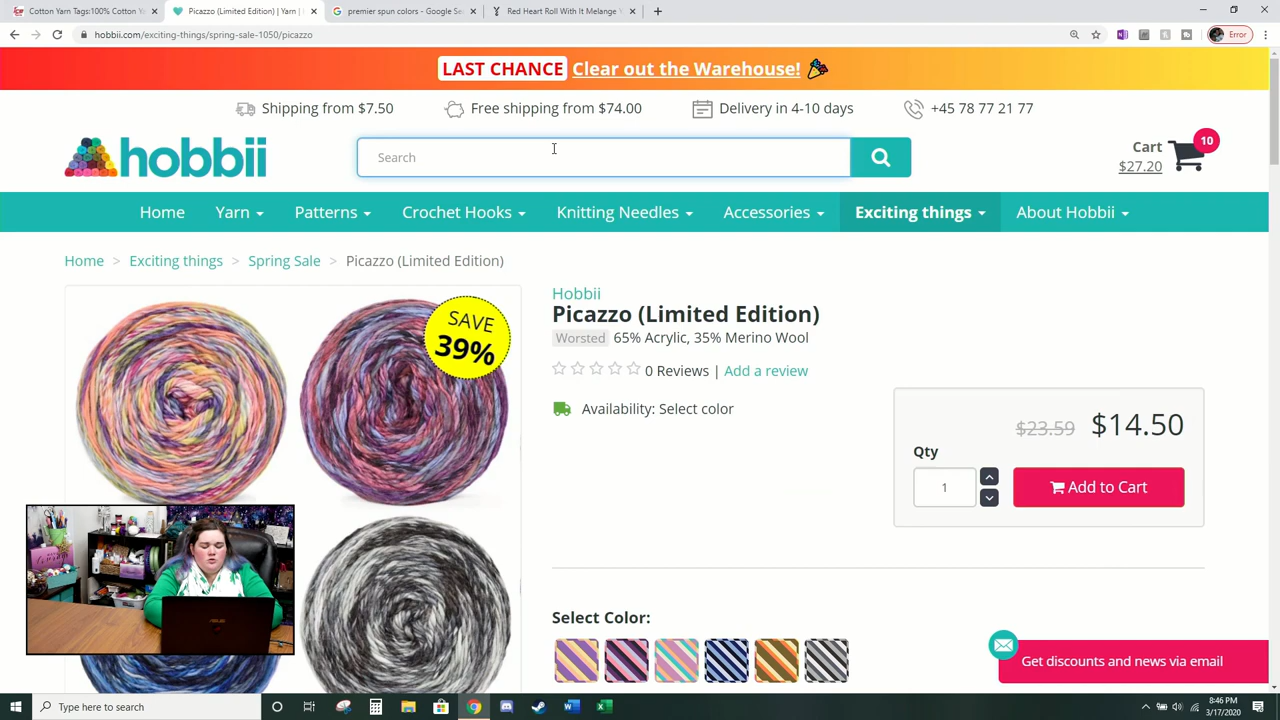 Cotton Yarn Tags:100% Cotton Ya
Picazzo (Limited Edition) | Yarn |
premier spun colors - Google Se
Red Heart Roll With It Melange Y
hobbii.com/exciting-things/spring-sale-1050/picazzo
Error
LAST CHANCE Clear out the Warehouse!
Shipping from $7.50
Free shipping from $74.00
Delivery in 4-10 days
+45 78 77 21 77
hobbii
Search
Cart
$27.20
10
Home
Yarn
Patterns
Crochet Hooks
Knitting Needles
Accessories
Exciting things
About Hobbii
Home > Exciting things > Spring Sale > Picazzo (Limited Edition)
SAVE
39%
Hobbii
Picazzo (Limited Edition)
Worsted 65% Acrylic, 35% Merino Wool
0 Reviews | Add a review
Availability: Select color
$23.59 $14.50
Qty
1
Add to Cart
Select Color:
Get discounts and news via email
ASUS
Type here to search
8:46 PM
3/17/2020